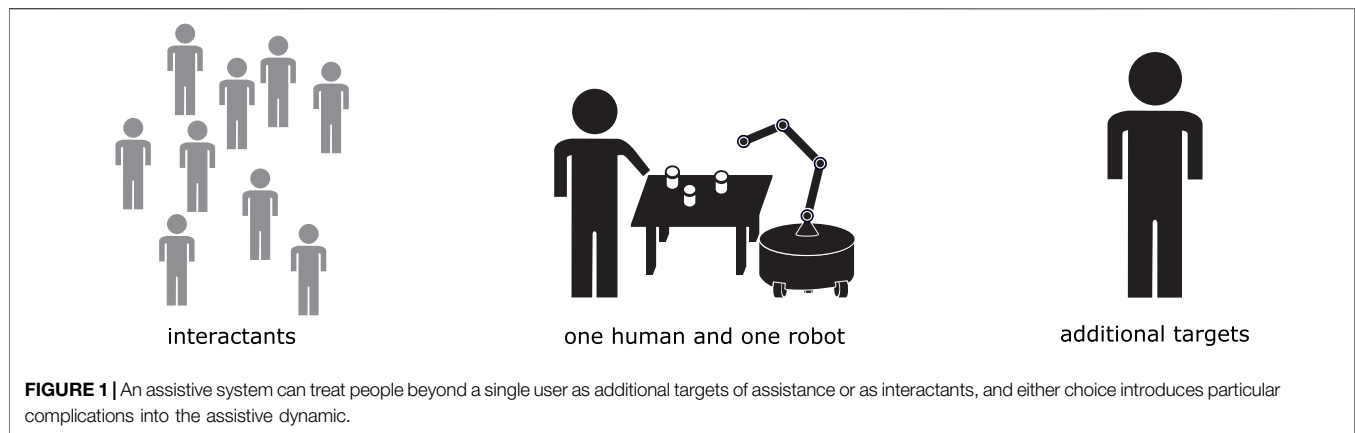 interactants
one human and one robot
additional targets
FIGURE 1 | An assistive system can treat people beyond a single user as additional targets of assistance or as interactants, and either choice introduces particular
complications into the assistive dynamic.